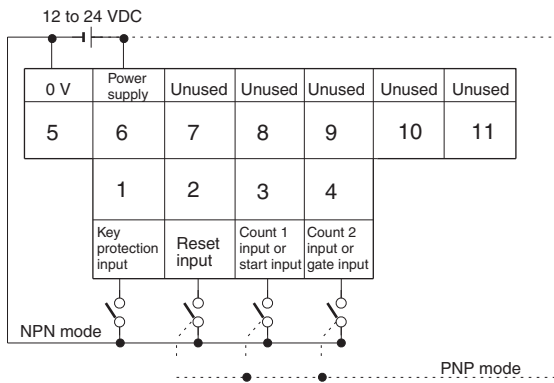 12 to 24 VDC
0 V
Power
supply
Unused
Unused
Unused
Unused
Unused
5
6
7
8
9
10
11
1
2
3
4
Key
protection
input
Reset
input
Count 1
input or
start input
Count 2
input or
gate input
NPN mode
PNP mode